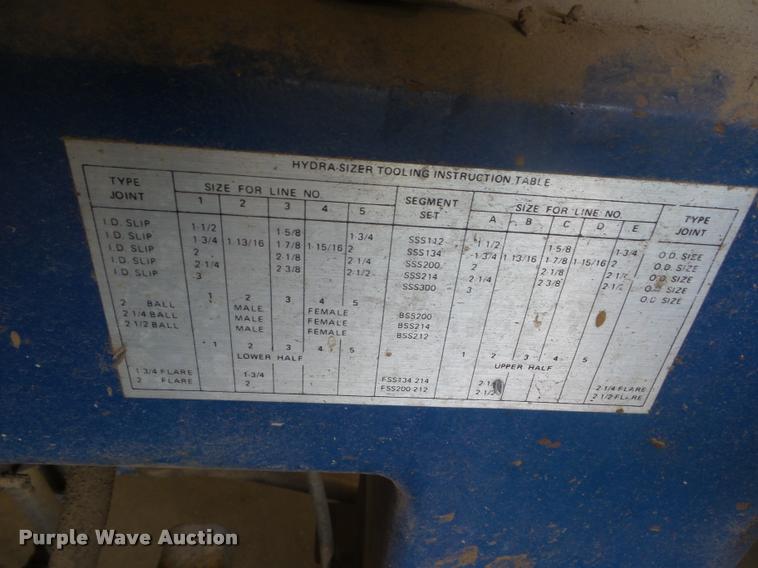 HYDRA-SIZER TOOLING INSTRUCTION TABLE
TYPE JOINT SIZE FOR LINE NO. SEGMENT SET SIZE FOR LINE NO. TYPE JOINT
1 2 3 4 5 A B C D E
I.D. SLIP 1-1/2 1-5/8 1-3/4 SSS112 1 1/2 1-5/8 1-3/4 O.D. SIZE
I.D. SLIP 1-3/4 1 13/16 1-7/8 1-15/16 2 SSS134 1-3/4 1 13/16 1-7/8 1-15/16 2 O.D. SIZE
I.D. SLIP 2 2-1/8 2-1/4 SSS200 2 2-1/8 O.D. SIZE
I.D. SLIP 2-1/4 2 3/8 2-1/2 SSS214 2-1/4 2-3/8 2-1/2 SIZE
I.D. SLIP 3 SSS300 3 O.D. SIZE
1 2 3 4 5
2 BALL MALE FEMALE BSS200
2 1/4 BALL MALE FEMALE BSS214
2 1/2 BALL MALE FEMALE BSS212
1 2 3 4 5 1 2 3 4 5
LOWER HALF UPPER HALF
1 3/4 FLARE 1-3/4 FSS134 214 2 1/4 FLARE
2 FLARE 2 FSS200 212 2-1/2 2 1/2 FLARE
Purple Wave Auction